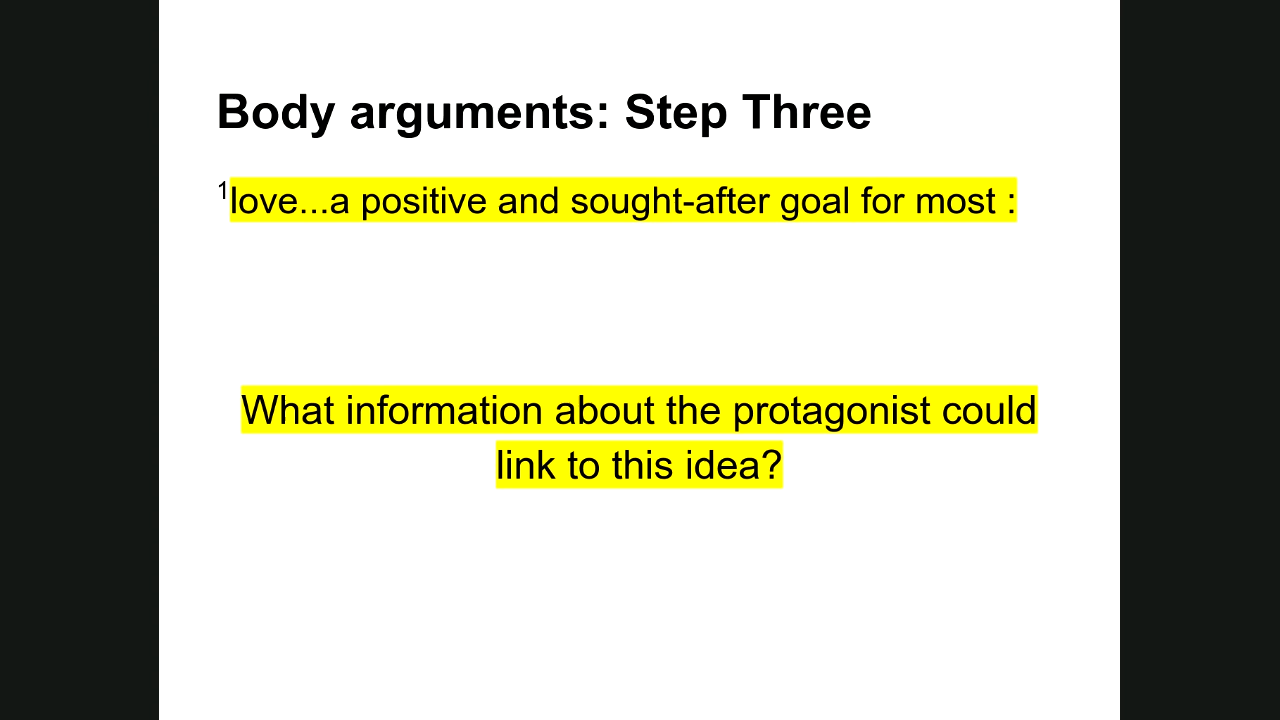 Body arguments: Step Three
1love...a positive and sought-after goal for most :
What information about the protagonist could
link to this idea?